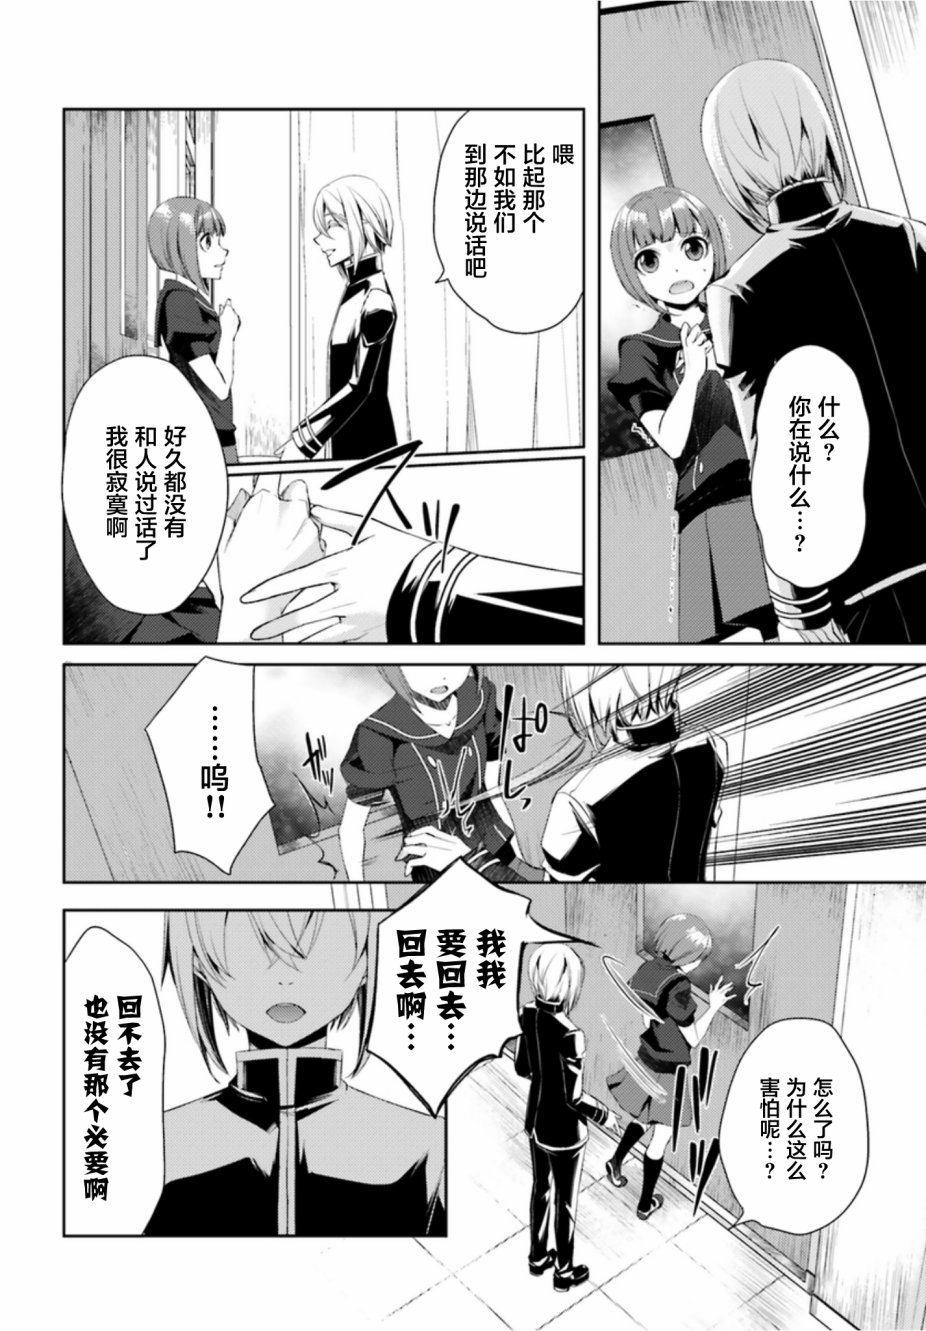 什么?
你在说什么…?
喂
比起那个
不如我们
到那边说话吧
好久都没有
和人说过话了
我很寂寞啊
ぱしっ
……呜!!
怎么了吗?
为什么这么
害怕呢…?
我我
要回去…
回去啊…
回不去了
也没有那个必要啊